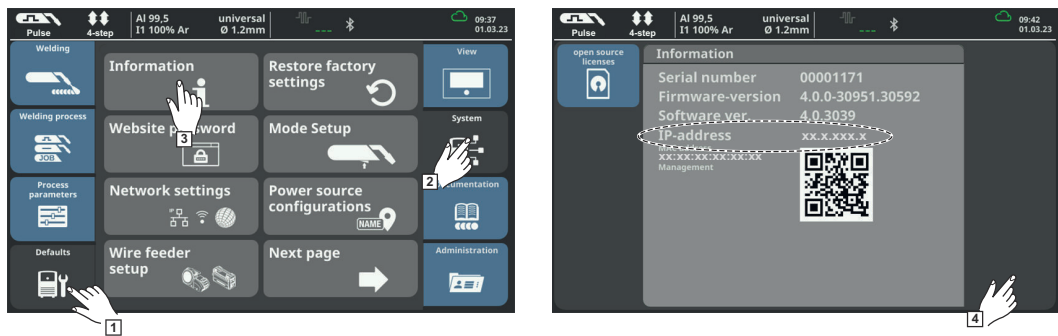 Pulse
4-step
Al 99,5
I1 100% Ar
universal
Ø 1.2mm
---
09:37
01.03.23
Welding
Welding process
JOB
Process
parameters
Defaults
1
Information
3
Restore factory
settings
Website password
Mode Setup
Network settings
IP
Power source
configurations
NAME
Wire feeder
setup
Next page
View
System
2
Documentation
Administration
Pulse
4-step
Al 99,5
I1 100% Ar
universal
Ø 1.2mm
---
09:42
01.03.23
open source
licenses
Information
Serial number 00001171
Firmware-version 4.0.0-30951.30592
Software ver. 4.0.3039
IP-address xx.x.xxx.x
xx:xx:xx:xx:xx:xx
Management
4